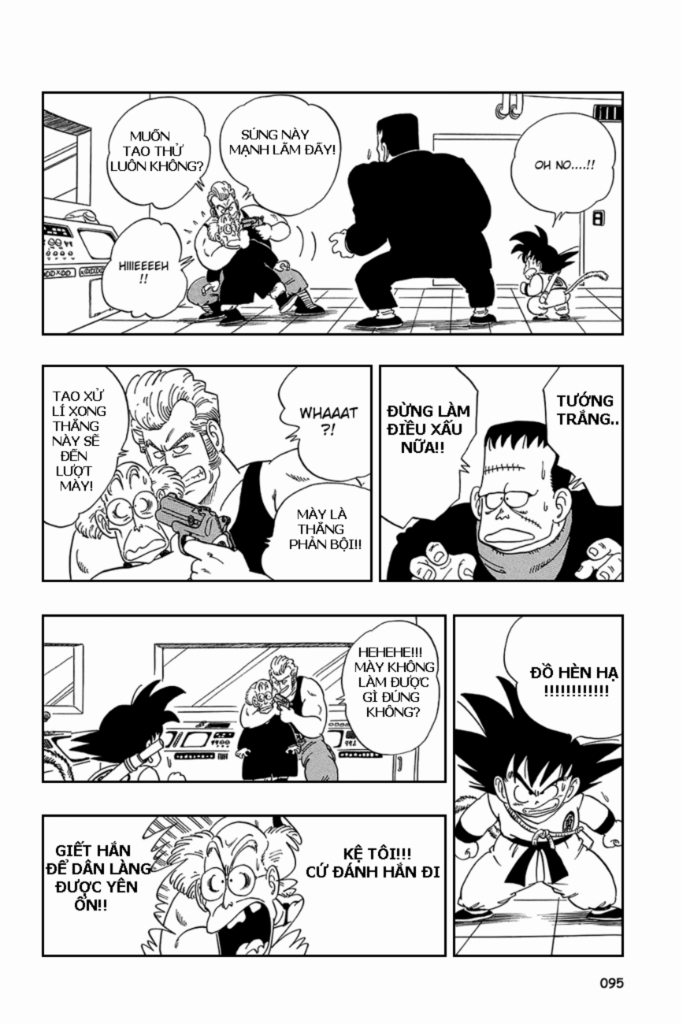 MUỐN
TAO THỬ
LUÔN KHÔNG?
SÚNG NÀY
MẠNH LÃM ĐÃY!
OH NO....!!
HIIIEEEEH
!!
TAO XỬ
LÍ XONG
THẰNG
NÀY SẼ
ĐẾN
LƯỢT
MÀY!
WHAAAT
?!
MÀY LÀ
THẰNG
PHẢN BỘI!!
ĐỪNG LÀM
ĐIỀU XẤU
NỮA!!
TƯỚNG
TRẮNG..
HEHEHE!!!
MÀY KHÔNG
LÀM ĐƯỢC
GÌ ĐÚNG
KHÔNG?
ĐỒ HÈN HẠ
!!!!!!!!!!!!
GIẾT HẮN
ĐỂ DÂN LÀNG
ĐƯỢC YÊN
ỔN!!
KỆ TÔI!!!
CỨ ĐÁNH HẮN ĐI
095